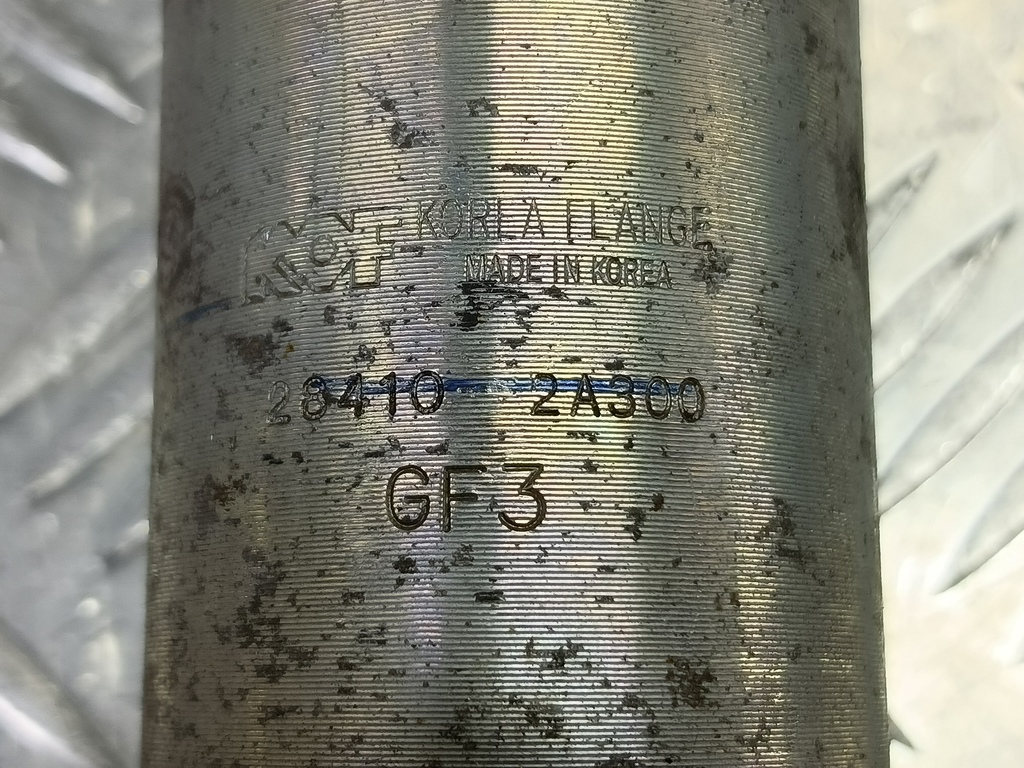 KOREA FLANGE
MADE IN KOREA
28410 2A300
GF3